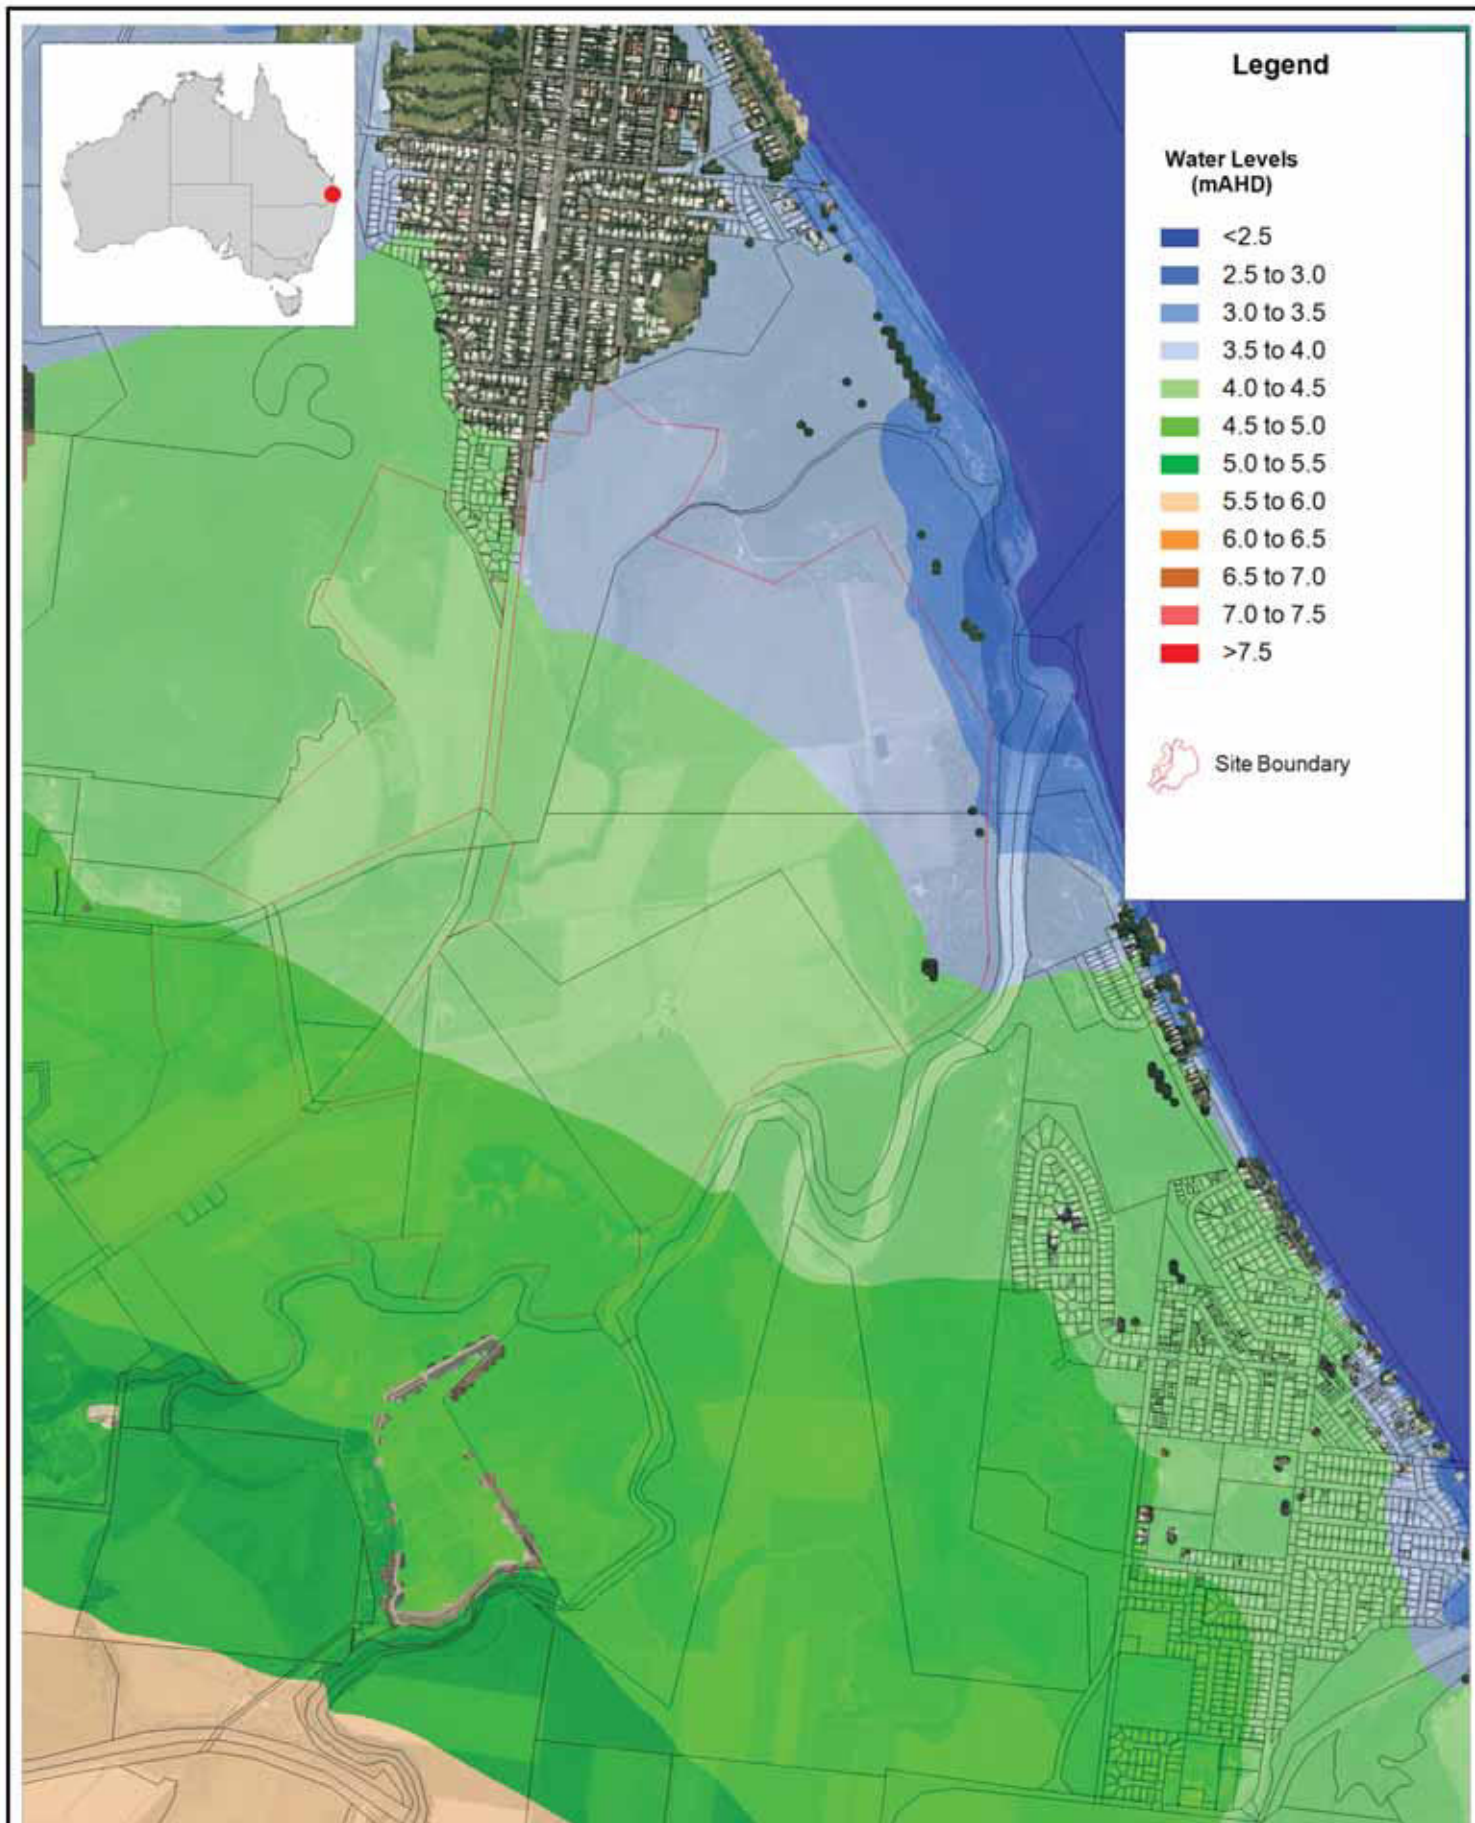 Legend
Water Levels
(mAHD)
<2.5
2.5 to 3.0
3.0 to 3.5
3.5 to 4.0
4.0 to 4.5
4.5 to 5.0
5.0 to 5.5
5.5 to 6.0
6.0 to 6.5
6.5 to 7.0
7.0 to 7.5
>7.5
Site Boundary